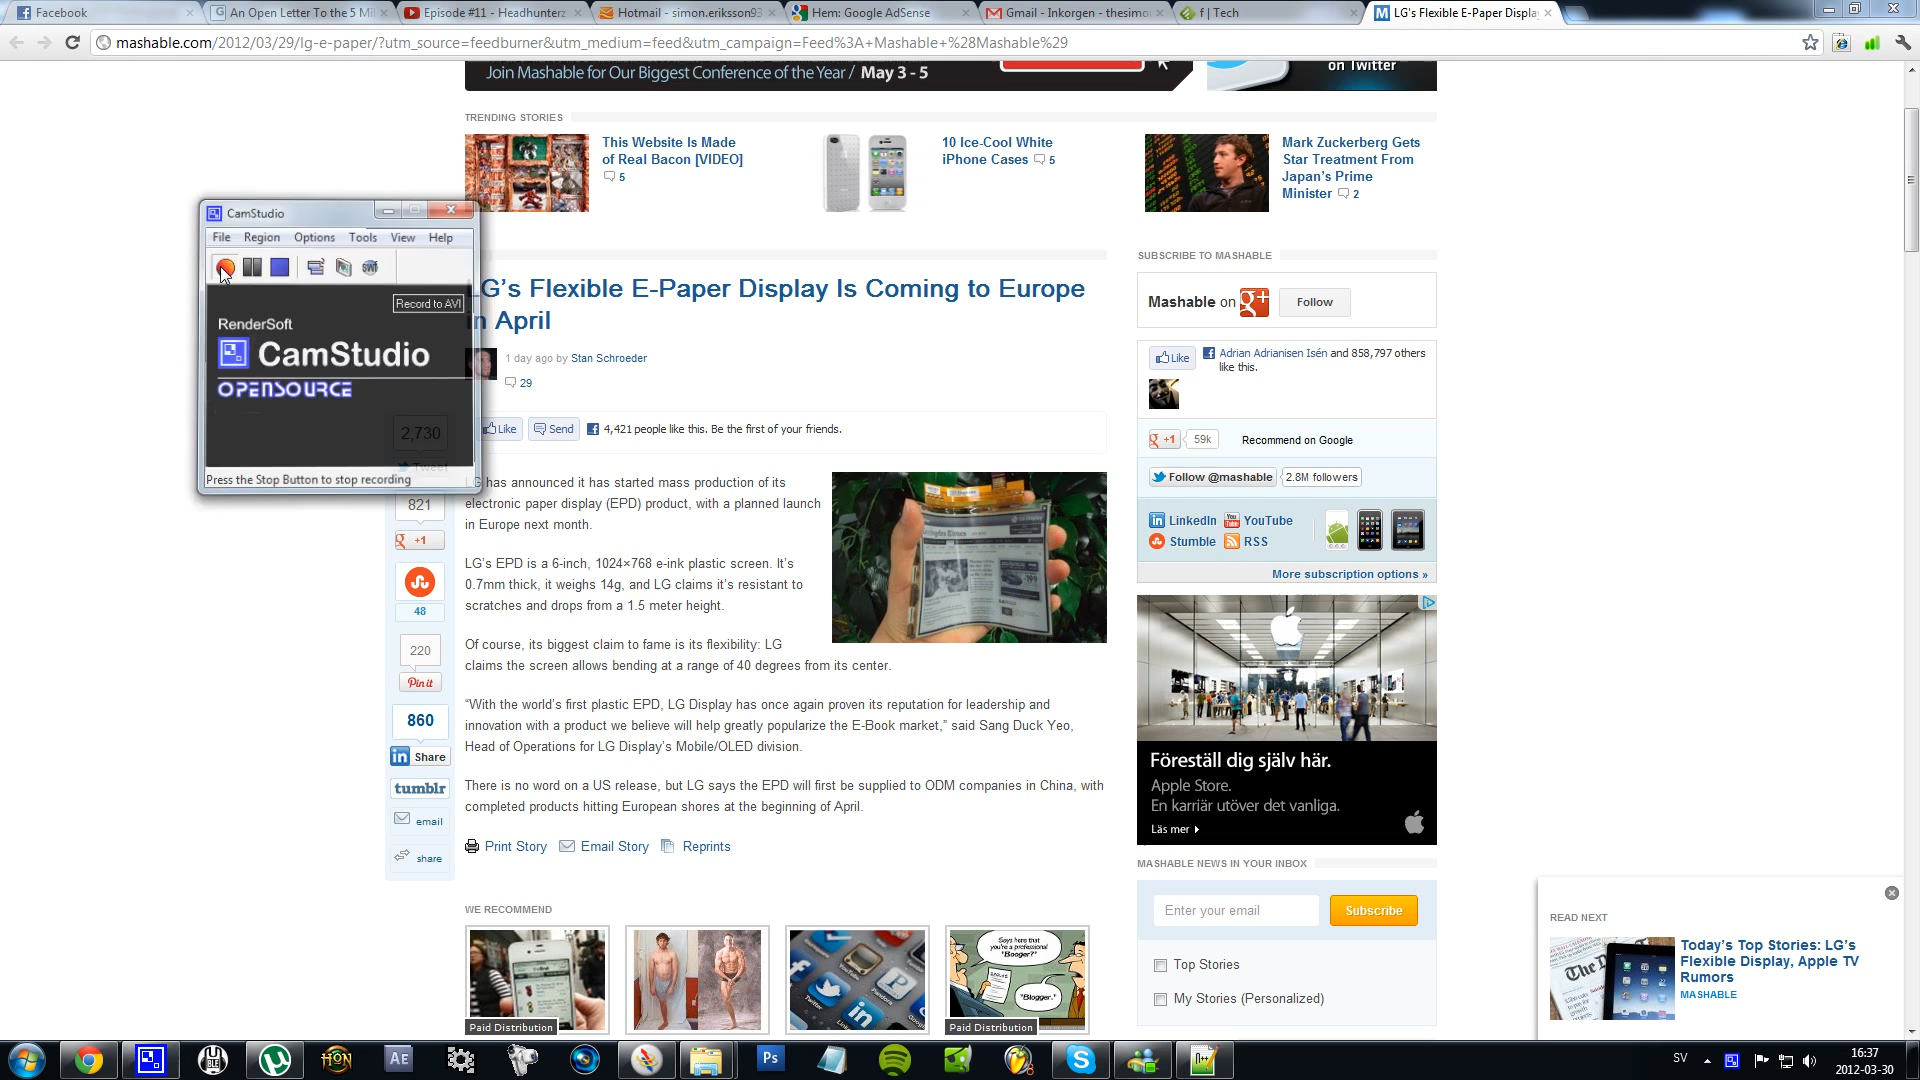 Facebook
An Open Letter To the 5 Mil
Episode #11 - Headhunterz
Hotmail - simon.eriksson93
Hem: Google AdSense
Gmail - Inkorgen - thesimo
f | Tech
LG's Flexible E-Paper Displa
mashable.com/2012/03/29/lg-e-paper/?utm_source=feedburner&utm_medium=feed&utm_campaign=Feed%3A+Mashable+%28Mashable%29
Join Mashable for Our Biggest Conference of the Year / May 3 - 5
on Twitter
TRENDING STORIES
This Website Is Made
of Real Bacon [VIDEO]
5
10 Ice-Cool White
iPhone Cases 5
Mark Zuckerberg Gets
Star Treatment From
Japan's Prime
Minister 2
CamStudio
File Region Options Tools View Help
Record to AVI
RenderSoft
CamStudio
OPENSOURCE
2,730
Tweet
Press the Stop Button to stop recording
LG's Flexible E-Paper Display Is Coming to Europe
in April
1 day ago by Stan Schroeder
29
Like Send 4,421 people like this. Be the first of your friends.
LG has announced it has started mass production of its
electronic paper display (EPD) product, with a planned launch
in Europe next month.
LG's EPD is a 6-inch, 1024×768 e-ink plastic screen. It's
0.7mm thick, it weighs 14g, and LG claims it's resistant to
scratches and drops from a 1.5 meter height.
Of course, its biggest claim to fame is its flexibility: LG
claims the screen allows bending at a range of 40 degrees from its center.
“With the world's first plastic EPD, LG Display has once again proven its reputation for leadership and
innovation with a product we believe will help greatly popularize the E-Book market,” said Sang Duck Yeo,
Head of Operations for LG Display's Mobile/OLED division.
There is no word on a US release, but LG says the EPD will first be supplied to ODM companies in China, with
completed products hitting European shores at the beginning of April.
Print Story Email Story Reprints
821
+1
48
220
Pin it
860
in Share
tumblr
email
share
WE RECOMMEND
Paid Distribution
Says here that
you're a professional
"Booger?"
"Blogger."
Paid Distribution
SUBSCRIBE TO MASHABLE
Mashable on g+ Follow
Like Adrian Adrianisen Isén and 858,797 others
like this.
+1 59k Recommend on Google
Follow @mashable 2.8M followers
LinkedIn YouTube
Stumble RSS
More subscription options »
Föreställ dig själv här.
Apple Store.
En karriär utöver det vanliga.
Läs mer
MASHABLE NEWS IN YOUR INBOX
Enter your email Subscribe
Top Stories
My Stories (Personalized)
READ NEXT
Today's Top Stories: LG's
Flexible Display, Apple TV
Rumors
MASHABLE
SV
16:37
2012-03-30